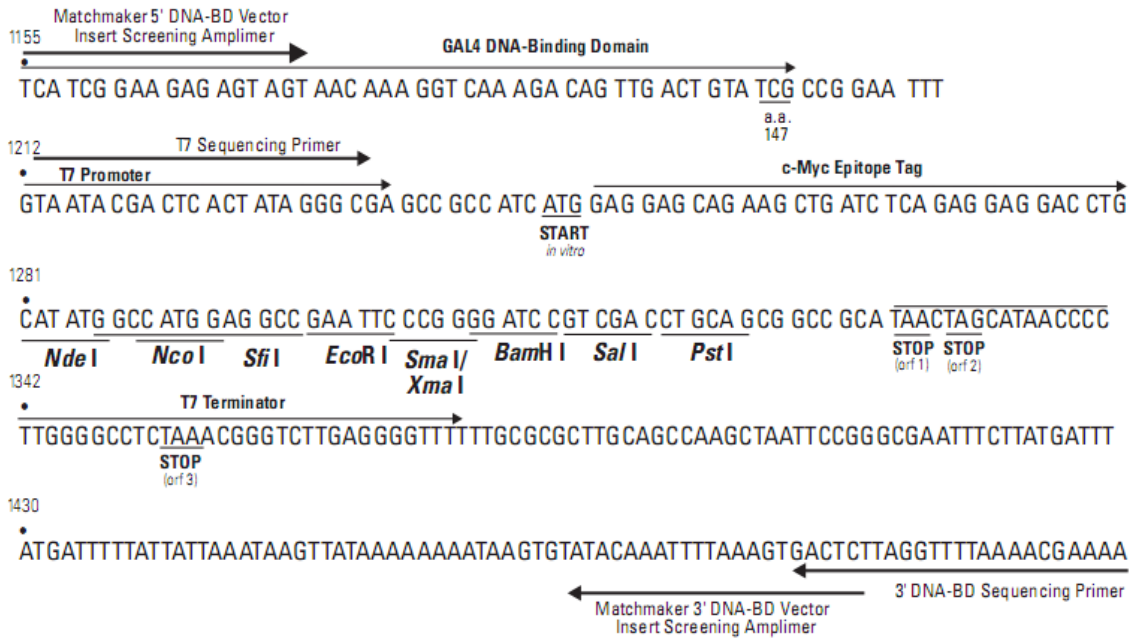 Matchmaker 5' DNA-BD Vector
Insert Screening Amplimer
1155
GAL4 DNA-Binding Domain
TCA TCG GAA GAG AGT AGT AAC AAA GGT CAA AGA CAG TTG ACT GTA TCG CCG GAA TTT
a.a.
147
1212
T7 Sequencing Primer
T7 Promoter
c-Myc Epitope Tag
GTA ATA CGA CTC ACT ATA GGG CGA GCC GCC ATC ATG GAG GAG CAG AAG CTG ATC TCA GAG GAG GAC CTG
START
in vitro
1281
CAT ATG GCC ATG GAG GCC GAA TTC CCG GGG ATC CGT CGA CCT GCA GCG GCC GCA TAACTAGCATAACCCC
Nde I Nco I Sfi I EcoR I Sma I/ BamH I Sal I Pst I STOP STOP
Xma I (orf 1) (orf 2)
1342
T7 Terminator
TTGGGGCCTCTAAACGGGTCTTGAGGGGTTTTTTGCGCGCTTGCAGCCAAGCTAATTCCGGGCGAATTTCTTATGATTT
STOP
(orf 3)
1430
ATGATTTTTATTATTAAATAAGTTATAAAAAAAATAAGTGTATACAAATTTTAAAGTGACTCTTAGGTTTTAAAACGAAAA
3' DNA-BD Sequencing Primer
Matchmaker 3' DNA-BD Vector
Insert Screening Amplimer